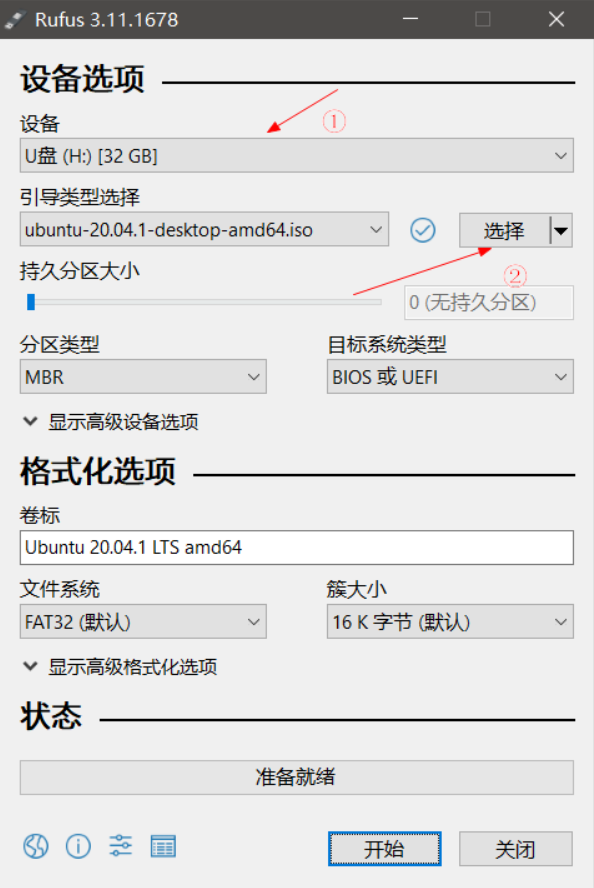 Rufus 3.11.1678
设备选项
①
设备
U盘 (H:) [32 GB]
引导类型选择
ubuntu-20.04.1-desktop-amd64.iso 选择
②
持久分区大小
0 (无持久分区)
分区类型 目标系统类型
MBR BIOS 或 UEFI
显示高级设备选项
格式化选项
卷标
Ubuntu 20.04.1 LTS amd64
文件系统 簇大小
FAT32 (默认) 16 K 字节 (默认)
显示高级格式化选项
状态
准备就绪
开始 关闭